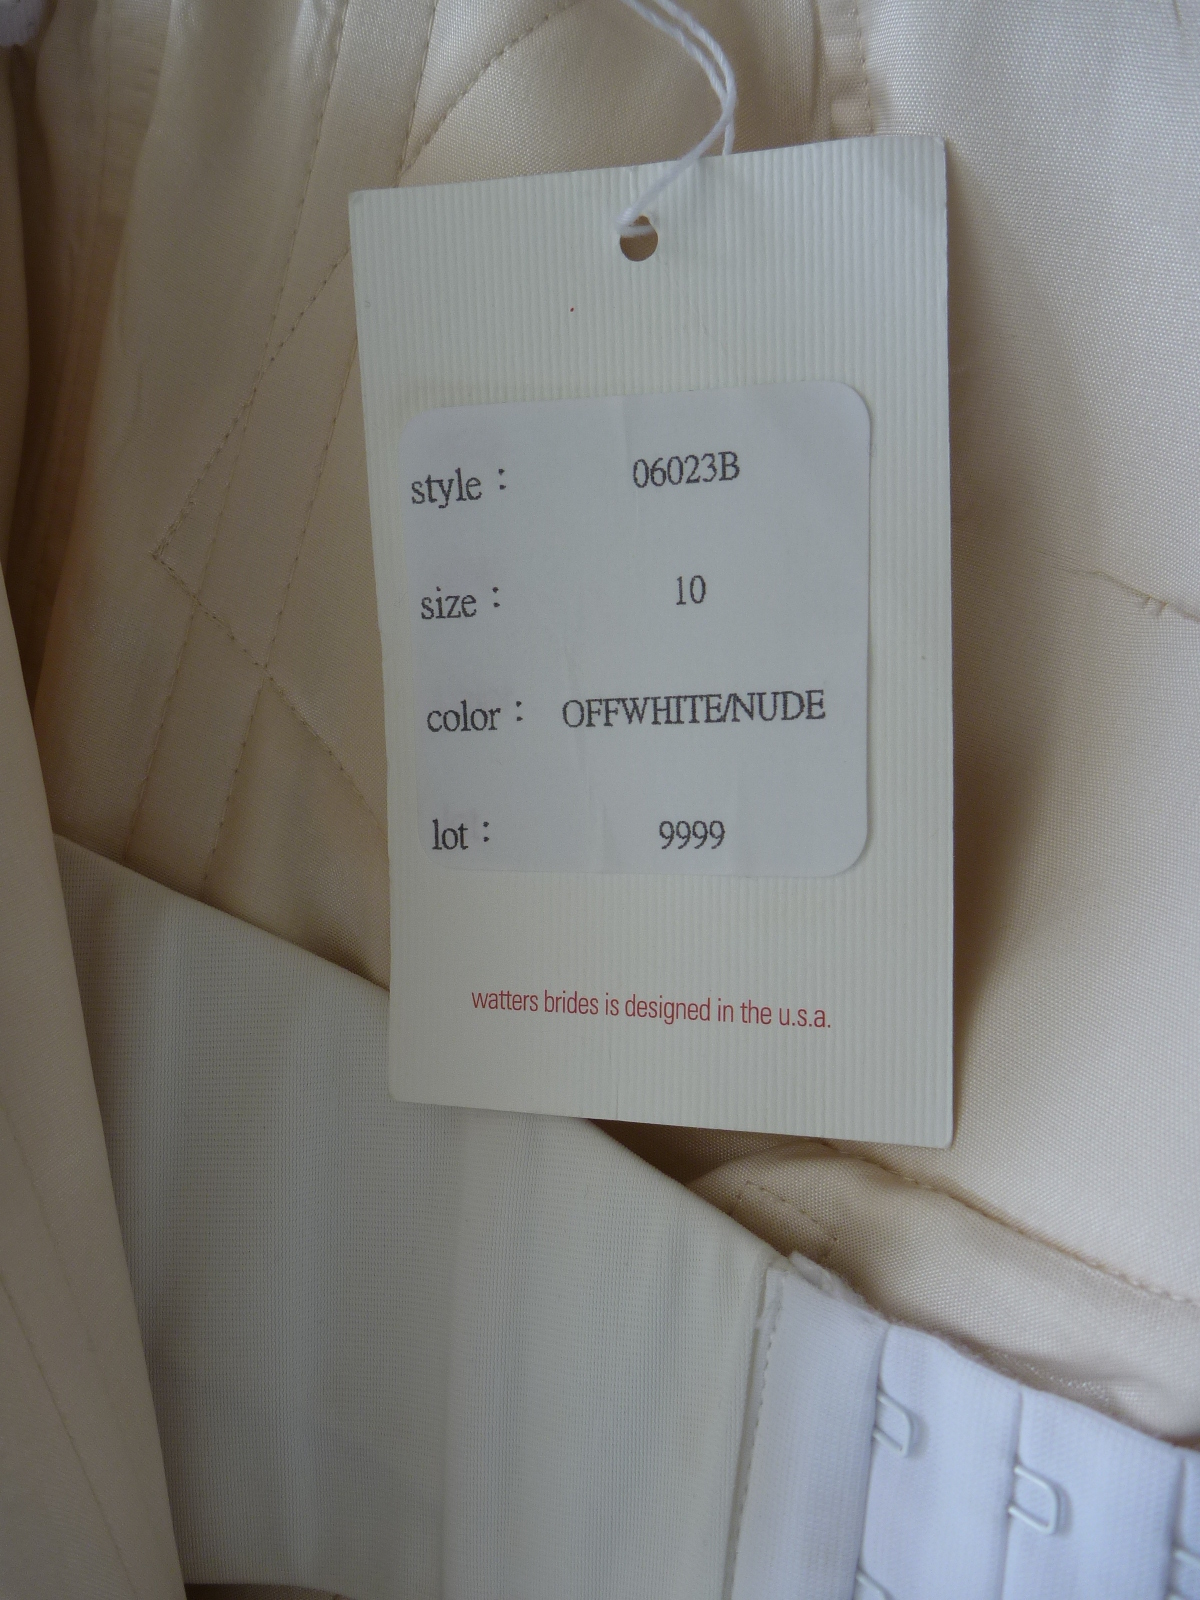 style : 06023B
size : 10
color : OFFWHITE/NUDE
lot : 9999
watters brides is designed in the u.s.a.